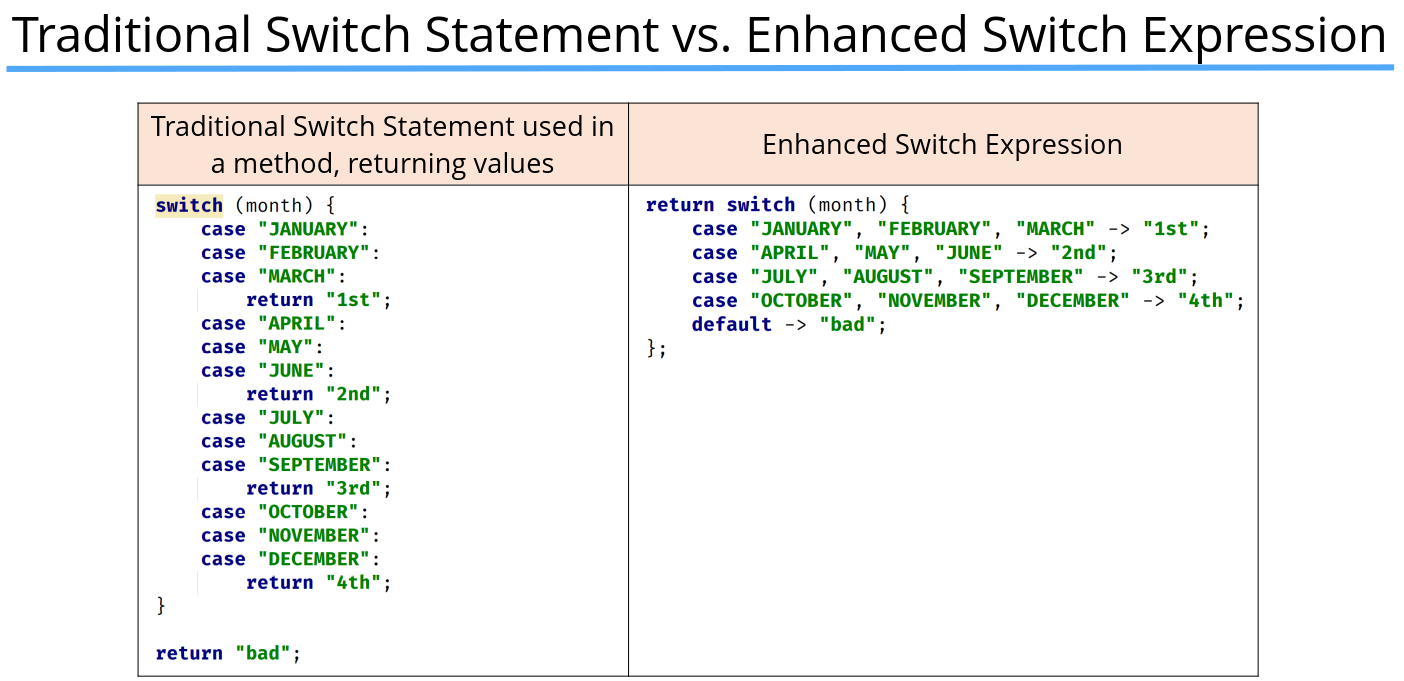 Traditional Switch Statement vs. Enhanced Switch Expression
Traditional Switch Statement used in
a method, returning values
Enhanced Switch Expression
switch (month) {
    case "JANUARY":
    case "FEBRUARY":
    case "MARCH":
        return "1st";
    case "APRIL":
    case "MAY":
    case "JUNE":
        return "2nd";
    case "JULY":
    case "AUGUST":
    case "SEPTEMBER":
        return "3rd";
    case "OCTOBER":
    case "NOVEMBER":
    case "DECEMBER":
        return "4th";
}
return "bad";
return switch (month) {
    case "JANUARY", "FEBRUARY", "MARCH" -> "1st";
    case "APRIL", "MAY", "JUNE" -> "2nd";
    case "JULY", "AUGUST", "SEPTEMBER" -> "3rd";
    case "OCTOBER", "NOVEMBER", "DECEMBER" -> "4th";
    default -> "bad";
};